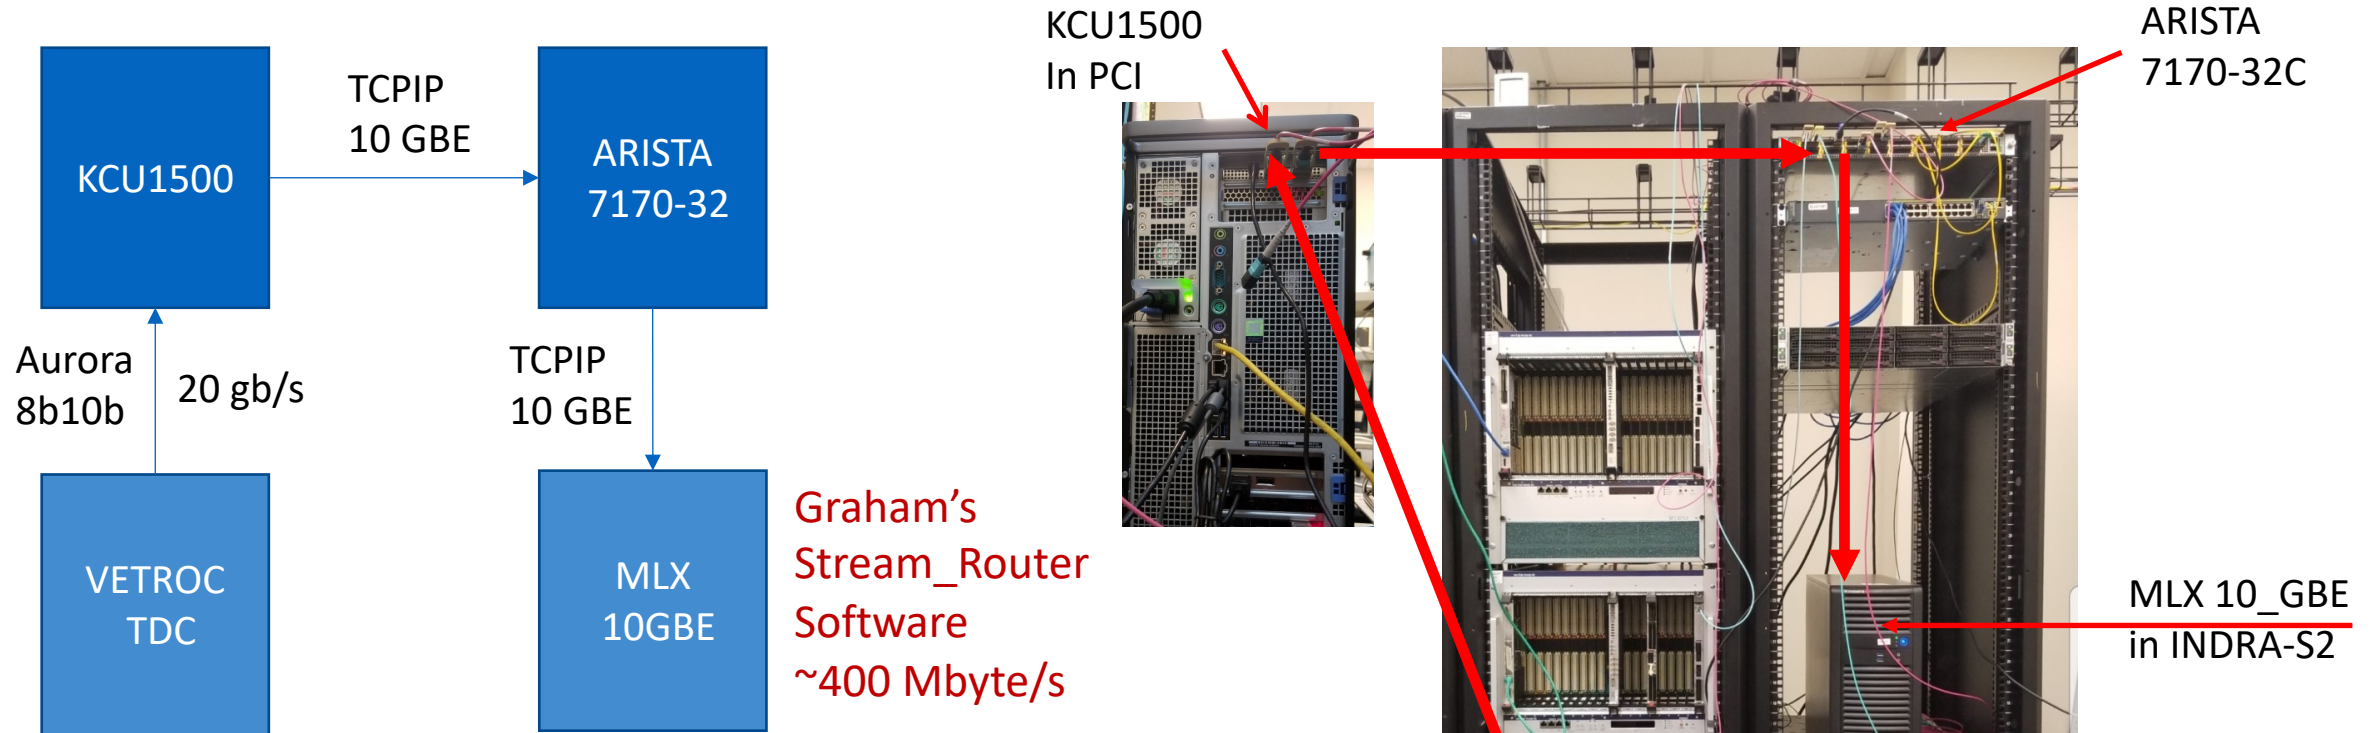 KCU1500
TCPIP
10 GBE
ARISTA
7170-32
Aurora
8b10b
20 gb/s
TCPIP
10 GBE
VETROC
TDC
MLX
10GBE
Graham's
Stream_Router
Software
~400 Mbyte/s
KCU1500
In PCI
ARISTA
7170-32C
MLX 10_GBE
in INDRA-S2